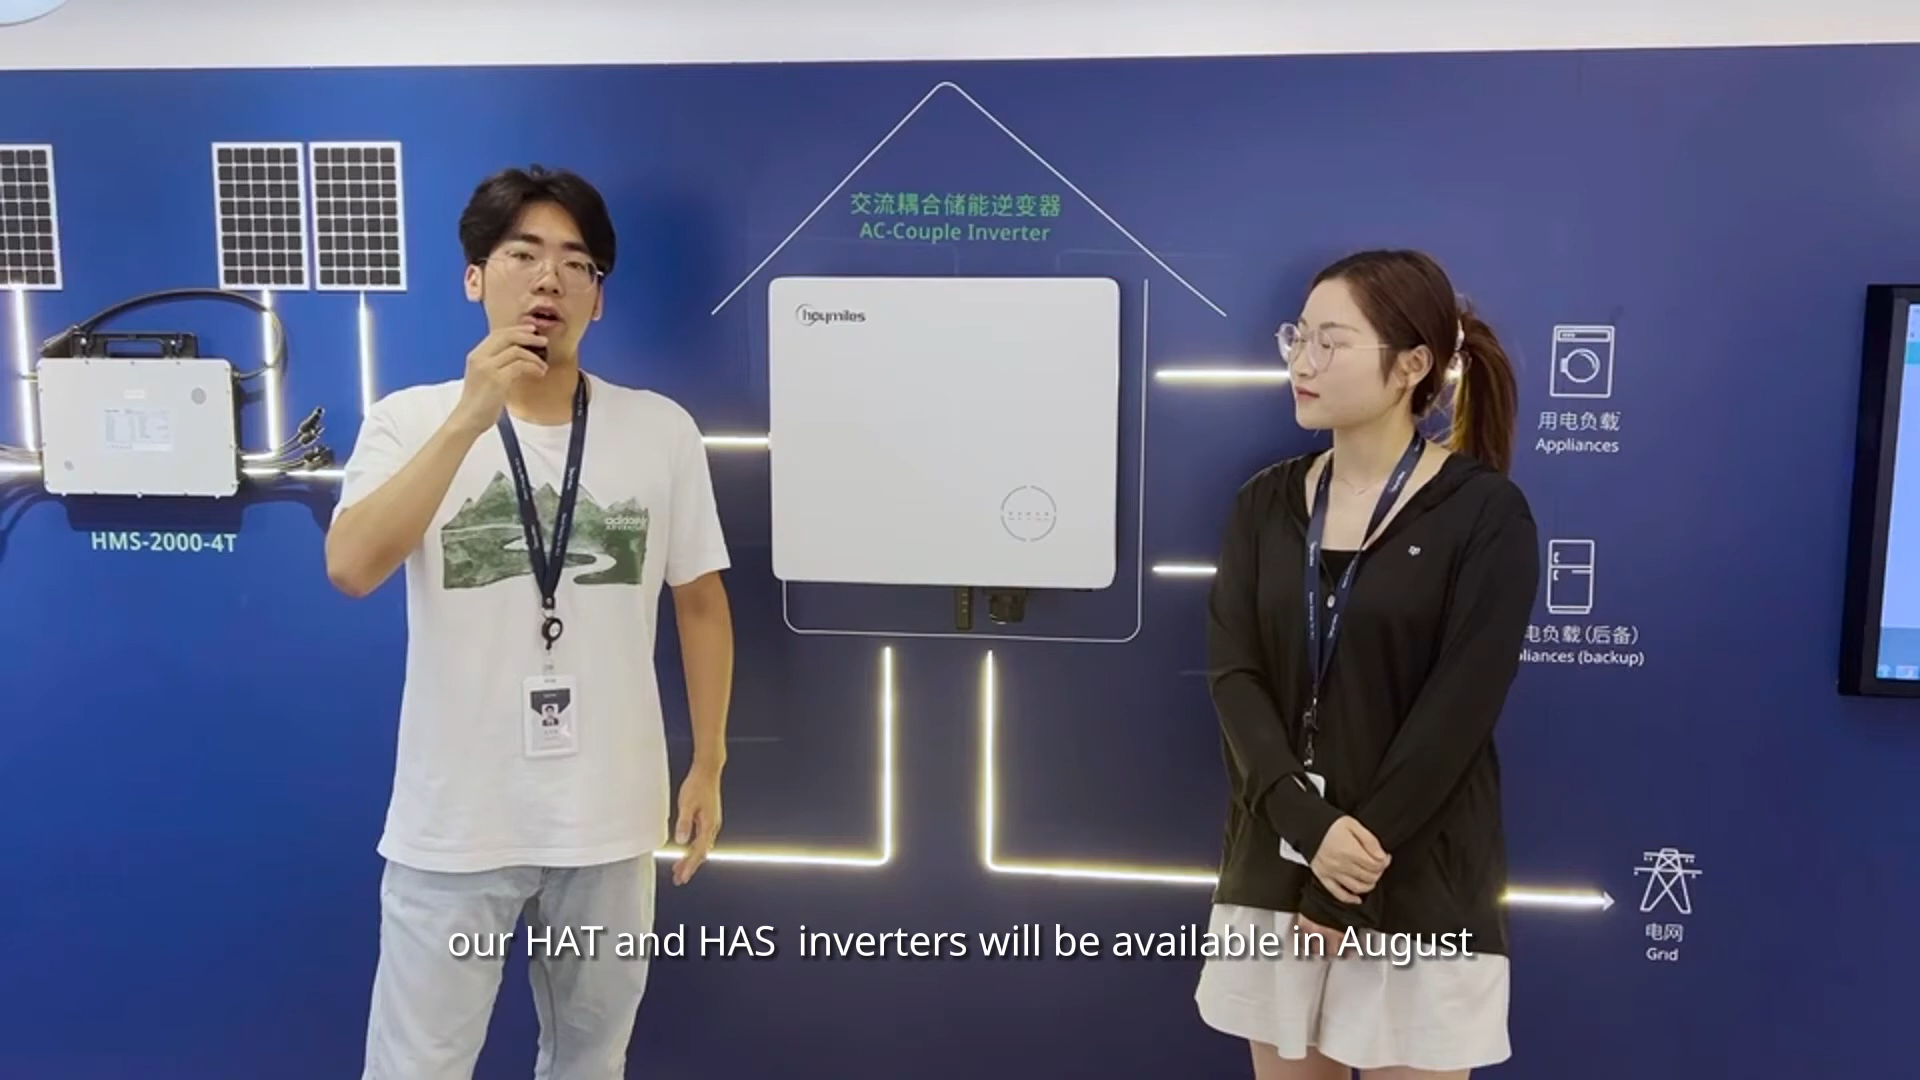 交流耦合储能逆变器
AC-Couple Inverter
hoymiles
HMS-2000-4T
adidas
用电负载
Appliances
电负载(后备)
pliances (backup)
电网
Grid
our HAT and HAS inverters will be available in August